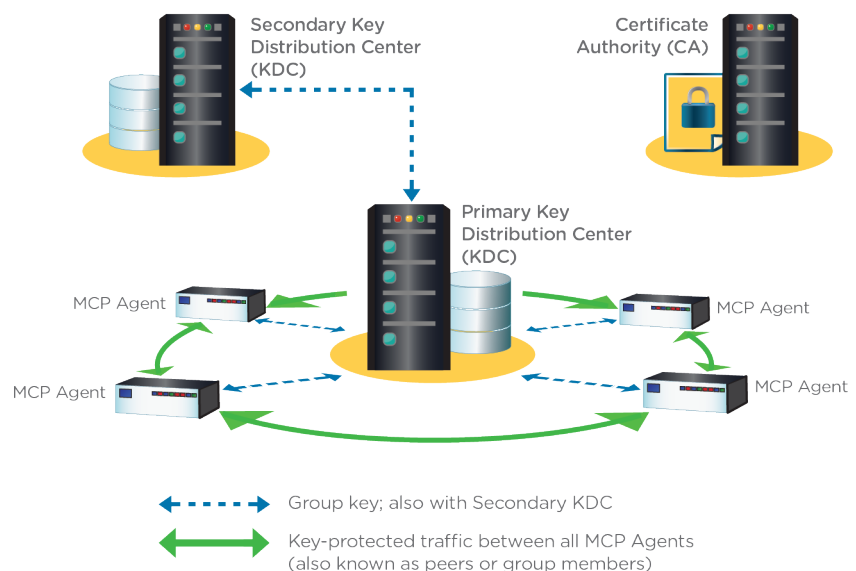 Secondary Key
Distribution Center
(KDC)
Certificate
Authority (CA)
Primary Key
Distribution Center
(KDC)
MCP Agent
MCP Agent
MCP Agent
MCP Agent
Group key; also with Secondary KDC
Key-protected traffic between all MCP Agents
(also known as peers or group members)